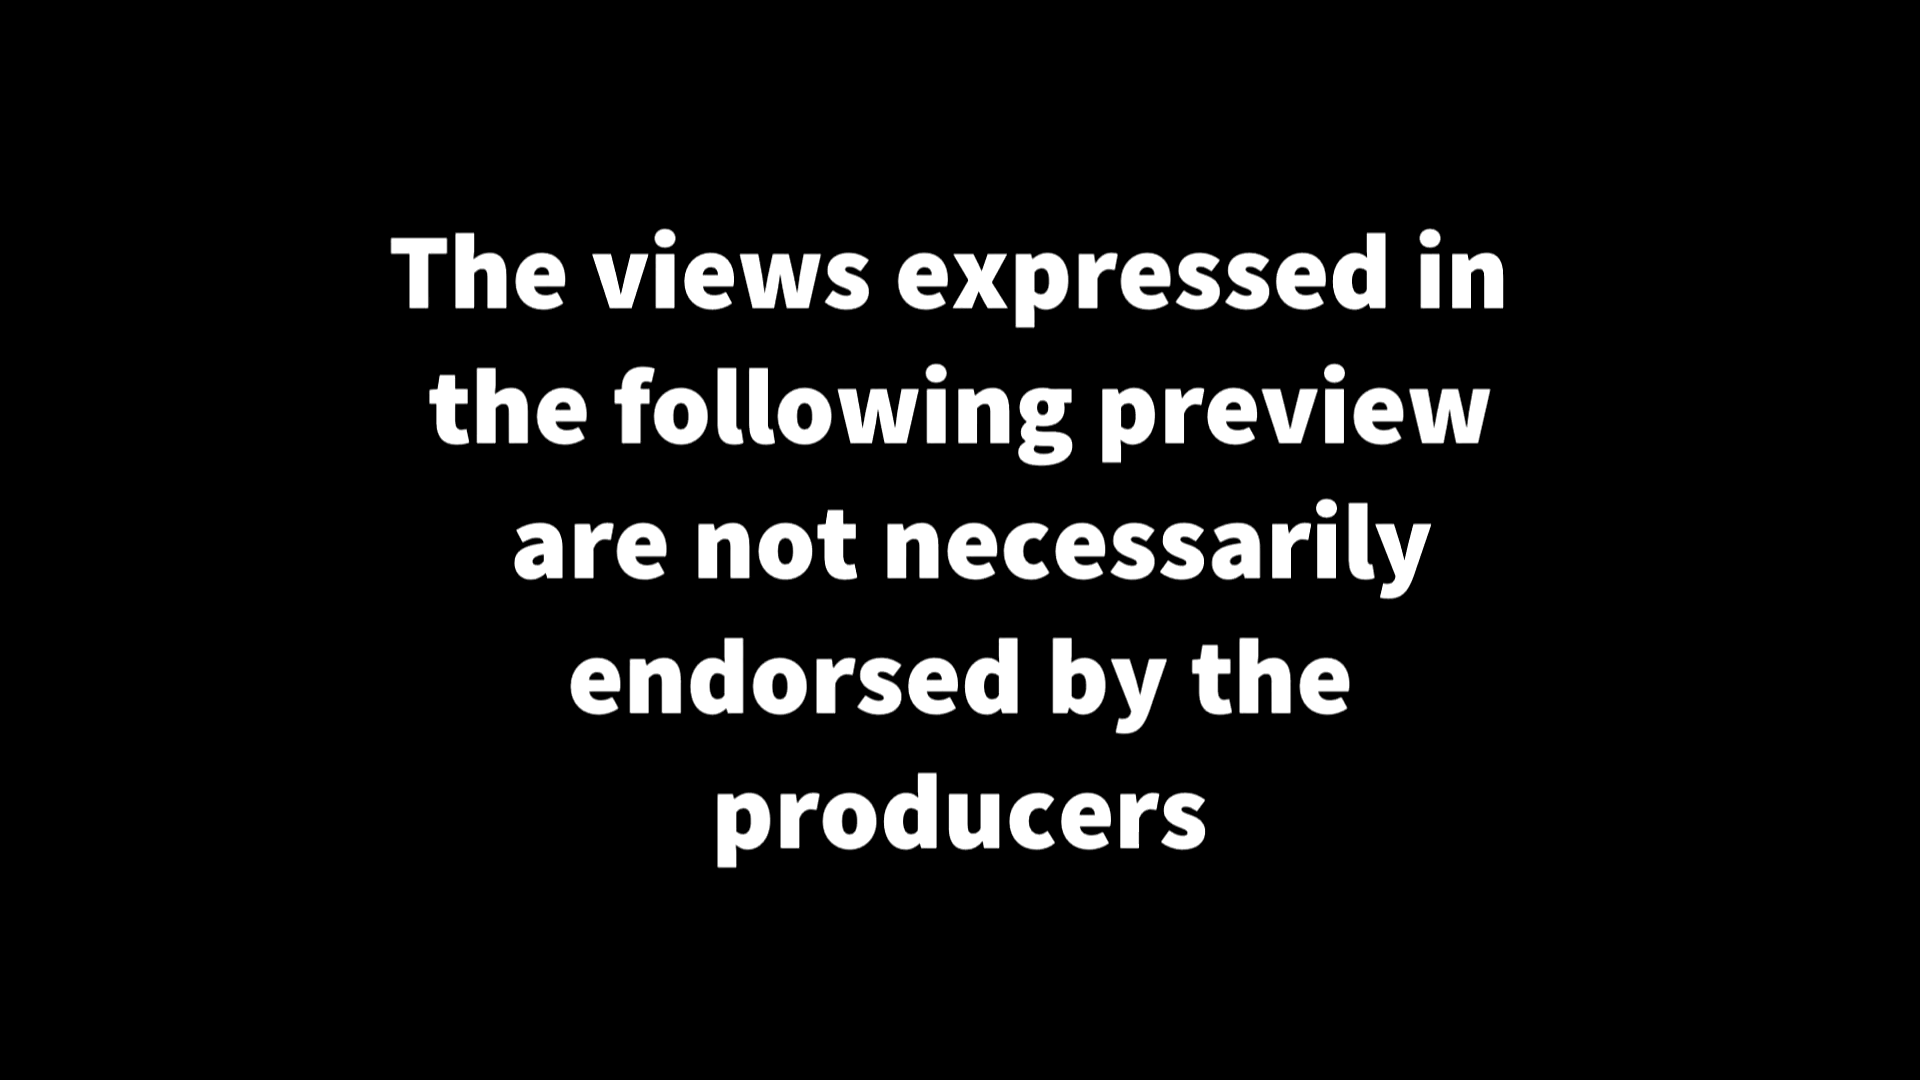 The views expressed in
the following preview
are not necessarily
endorsed by the
producers